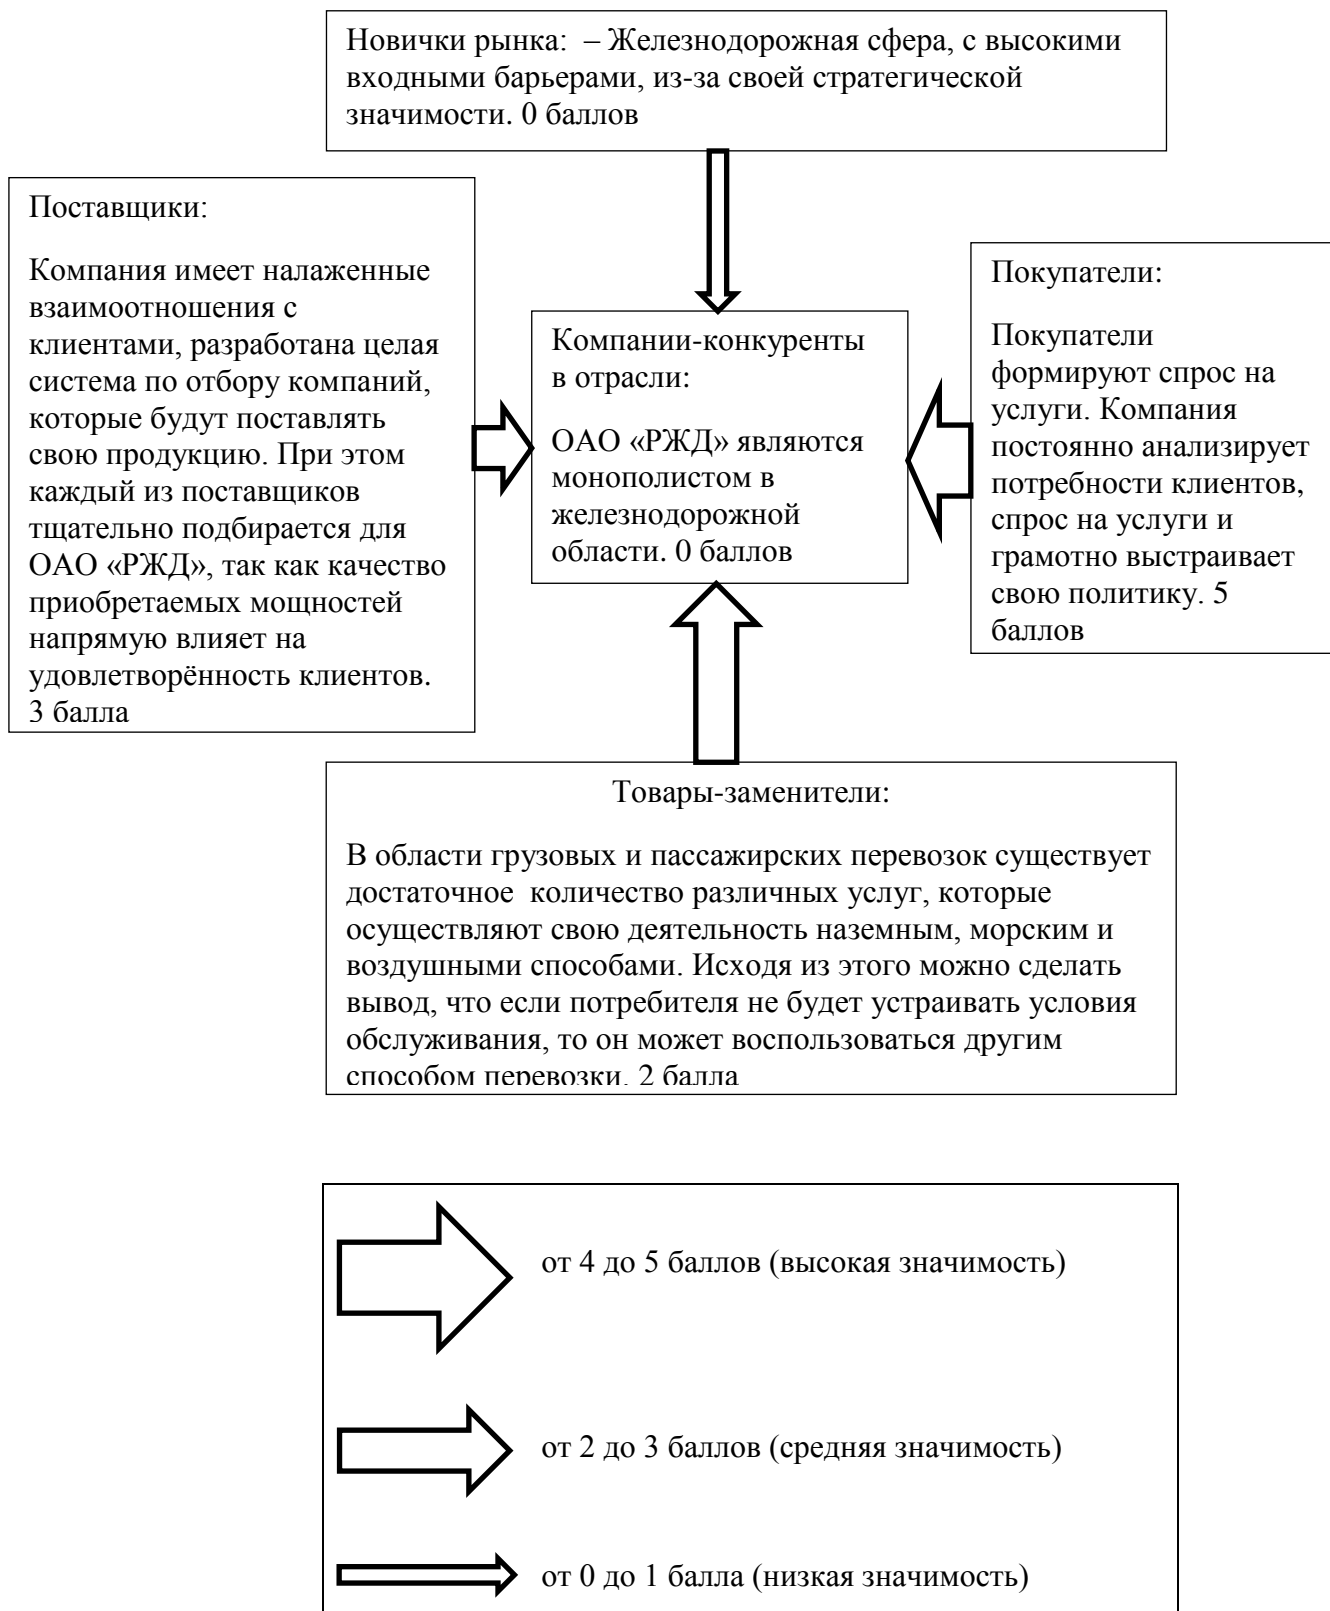 Новички рынка:  – Железнодорожная сфера, с высокими
входными барьерами, из-за своей стратегической
значимости. 0 баллов
Поставщики:
Компания имеет налаженные
взаимоотношения с
клиентами, разработана целая
система по отбору компаний,
которые будут поставлять
свою продукцию. При этом
каждый из поставщиков
тщательно подбирается для
ОАО «РЖД», так как качество
приобретаемых мощностей
напрямую влияет на
удовлетворённость клиентов.
3 балла
Компании-конкуренты
в отрасли:
ОАО «РЖД» являются
монополистом в
железнодорожной
области. 0 баллов
Покупатели:
Покупатели
формируют спрос на
услуги. Компания
постоянно анализирует
потребности клиентов,
спрос на услуги и
грамотно выстраивает
свою политику. 5
баллов
Товары-заменители:
В области грузовых и пассажирских перевозок существует
достаточное  количество различных услуг, которые
осуществляют свою деятельность наземным, морским и
воздушными способами. Исходя из этого можно сделать
вывод, что если потребителя не будет устраивать условия
обслуживания, то он может воспользоваться другим
способом перевозки. 2 балла
от 4 до 5 баллов (высокая значимость)
от 2 до 3 баллов (средняя значимость)
от 0 до 1 балла (низкая значимость)